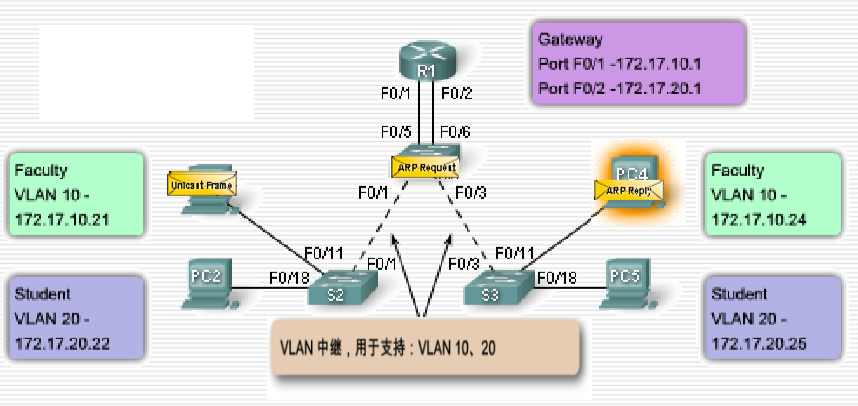 Gateway
Port F0/1 -172.17.10.1
Port F0/2 -172.17.20.1
R1
F0/1
F0/2
F0/5
F0/6
ARP Request
Faculty
VLAN 10 -
172.17.10.21
Unicast Frame
PC4
ARP Reply
Faculty
VLAN 10 -
172.17.10.24
F0/1
F0/3
F0/11
F0/1
F0/3
F0/11
Student
VLAN 20 -
172.17.20.22
PC2
F0/18
S2
S3
F0/18
PC5
Student
VLAN 20 -
172.17.20.25
VLAN 中继，用于支持：VLAN 10、20